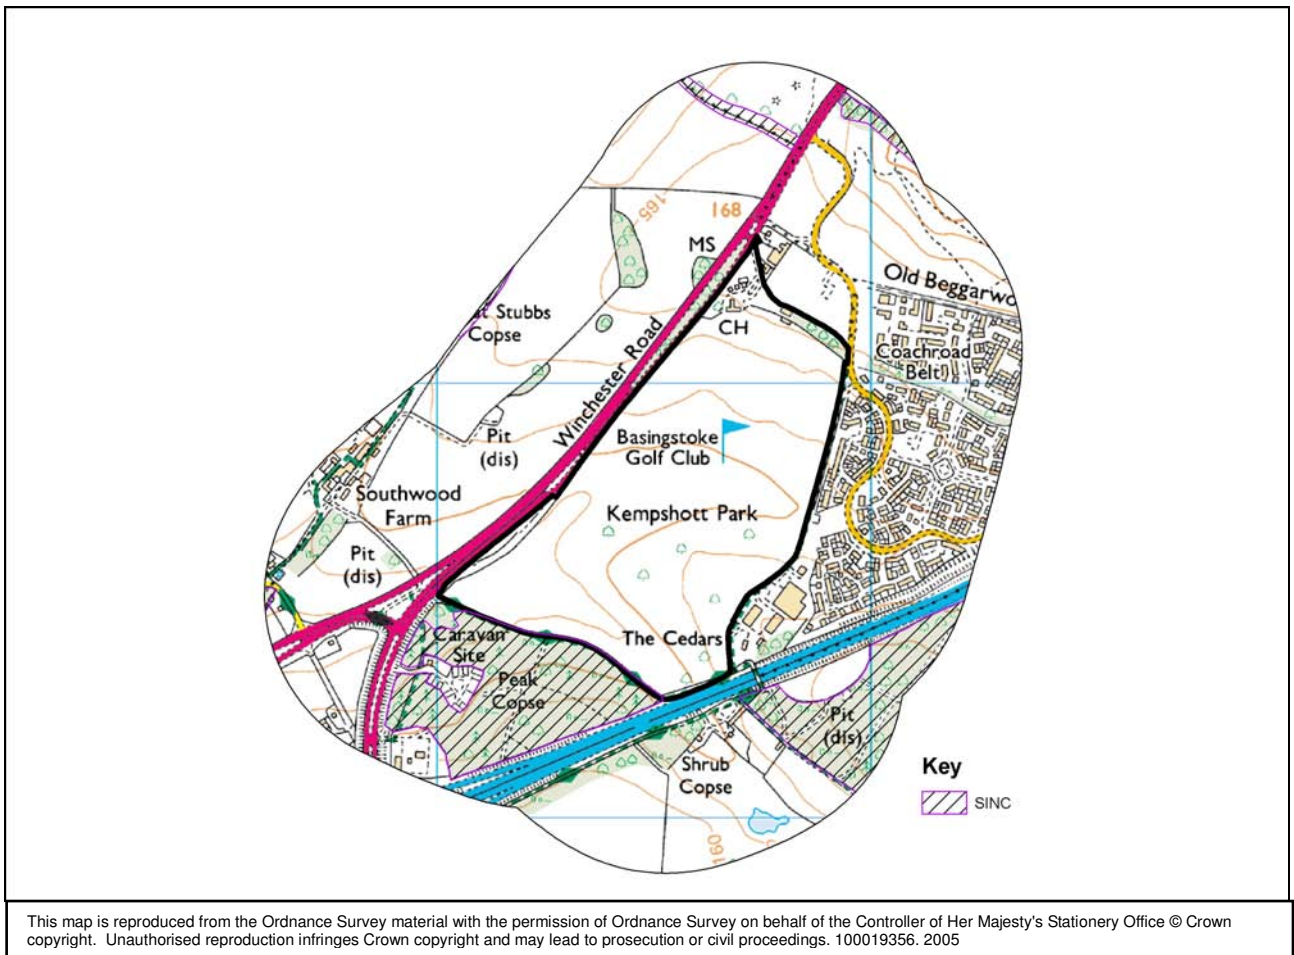 165
168
MS
Old Beggarwo
at Stubbs
Copse
CH
Coachroad
Belt
Winchester Road
Pit
(dis)
Basingstoke
Golf Club
Southwood
Farm
Kempshott Park
Pit
(dis)
Caravan
Site
The Cedars
Peak
Copse
Pit
(dis)
Shrub
Copse
160
Key
SINC
This map is reproduced from the Ordnance Survey material with the permission of Ordnance Survey on behalf of the Controller of Her Majesty's Stationery Office © Crown
copyright. Unauthorised reproduction infringes Crown copyright and may lead to prosecution or civil proceedings. 100019356. 2005